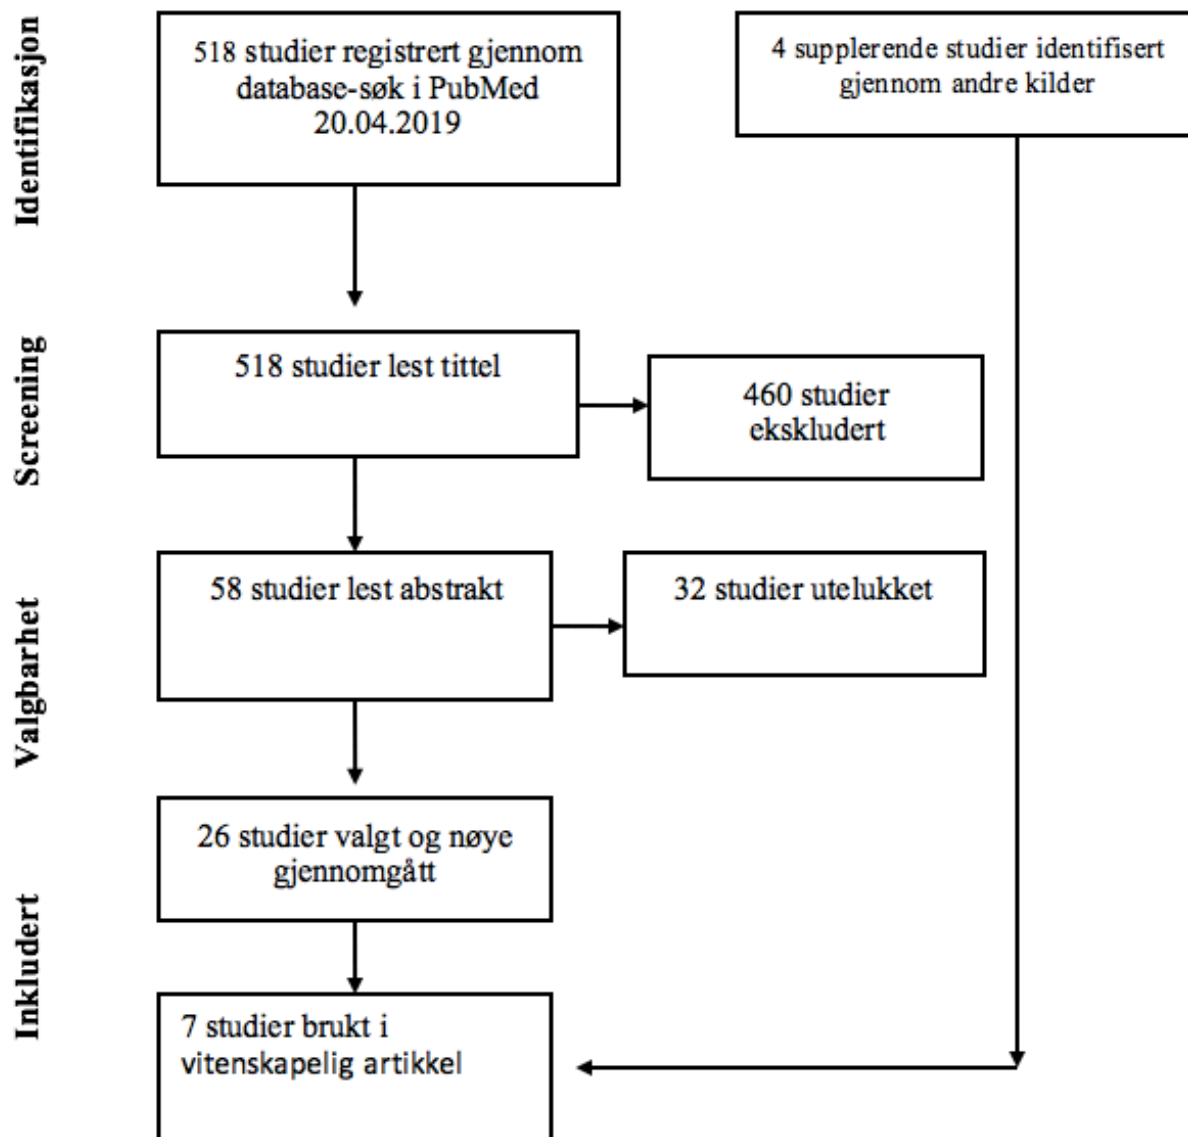 Identifikasjon
518 studier registrert gjennom
database-søk i PubMed
20.04.2019
4 supplerende studier identifisert
gjennom andre kilder
Screening
518 studier lest tittel
460 studier
ekskludert
Valgbarhet
58 studier lest abstrakt
32 studier utelukket
26 studier valgt og nøye
gjennomgått
Inkludert
7 studier brukt i
vitenskapelig artikkel